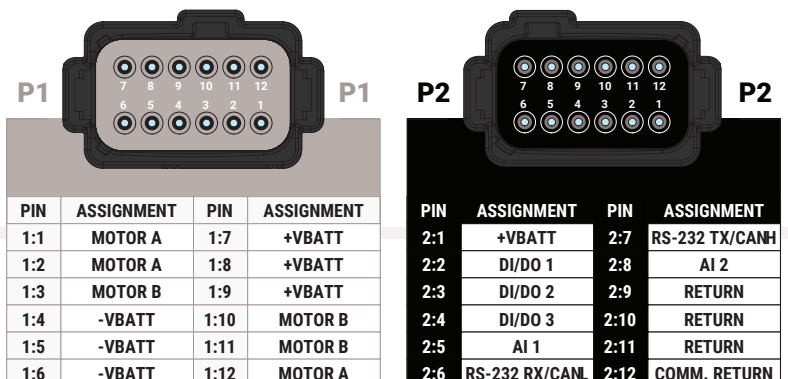 P1 P1 P2 P2
7 8 9 10 11 12
6 5 4 3 2 1
7 8 9 10 11 12
6 5 4 3 2 1
PIN ASSIGNMENT PIN ASSIGNMENT
1:1 MOTOR A 1:7 +VBATT
1:2 MOTOR A 1:8 +VBATT
1:3 MOTOR B 1:9 +VBATT
1:4 -VBATT 1:10 MOTOR B
1:5 -VBATT 1:11 MOTOR B
1:6 -VBATT 1:12 MOTOR A
PIN ASSIGNMENT PIN ASSIGNMENT
2:1 +VBATT 2:7 RS-232 TX/CANH
2:2 DI/DO 1 2:8 AI 2
2:3 DI/DO 2 2:9 RETURN
2:4 DI/DO 3 2:10 RETURN
2:5 AI 1 2:11 RETURN
2:6 RS-232 RX/CANL 2:12 COMM. RETURN